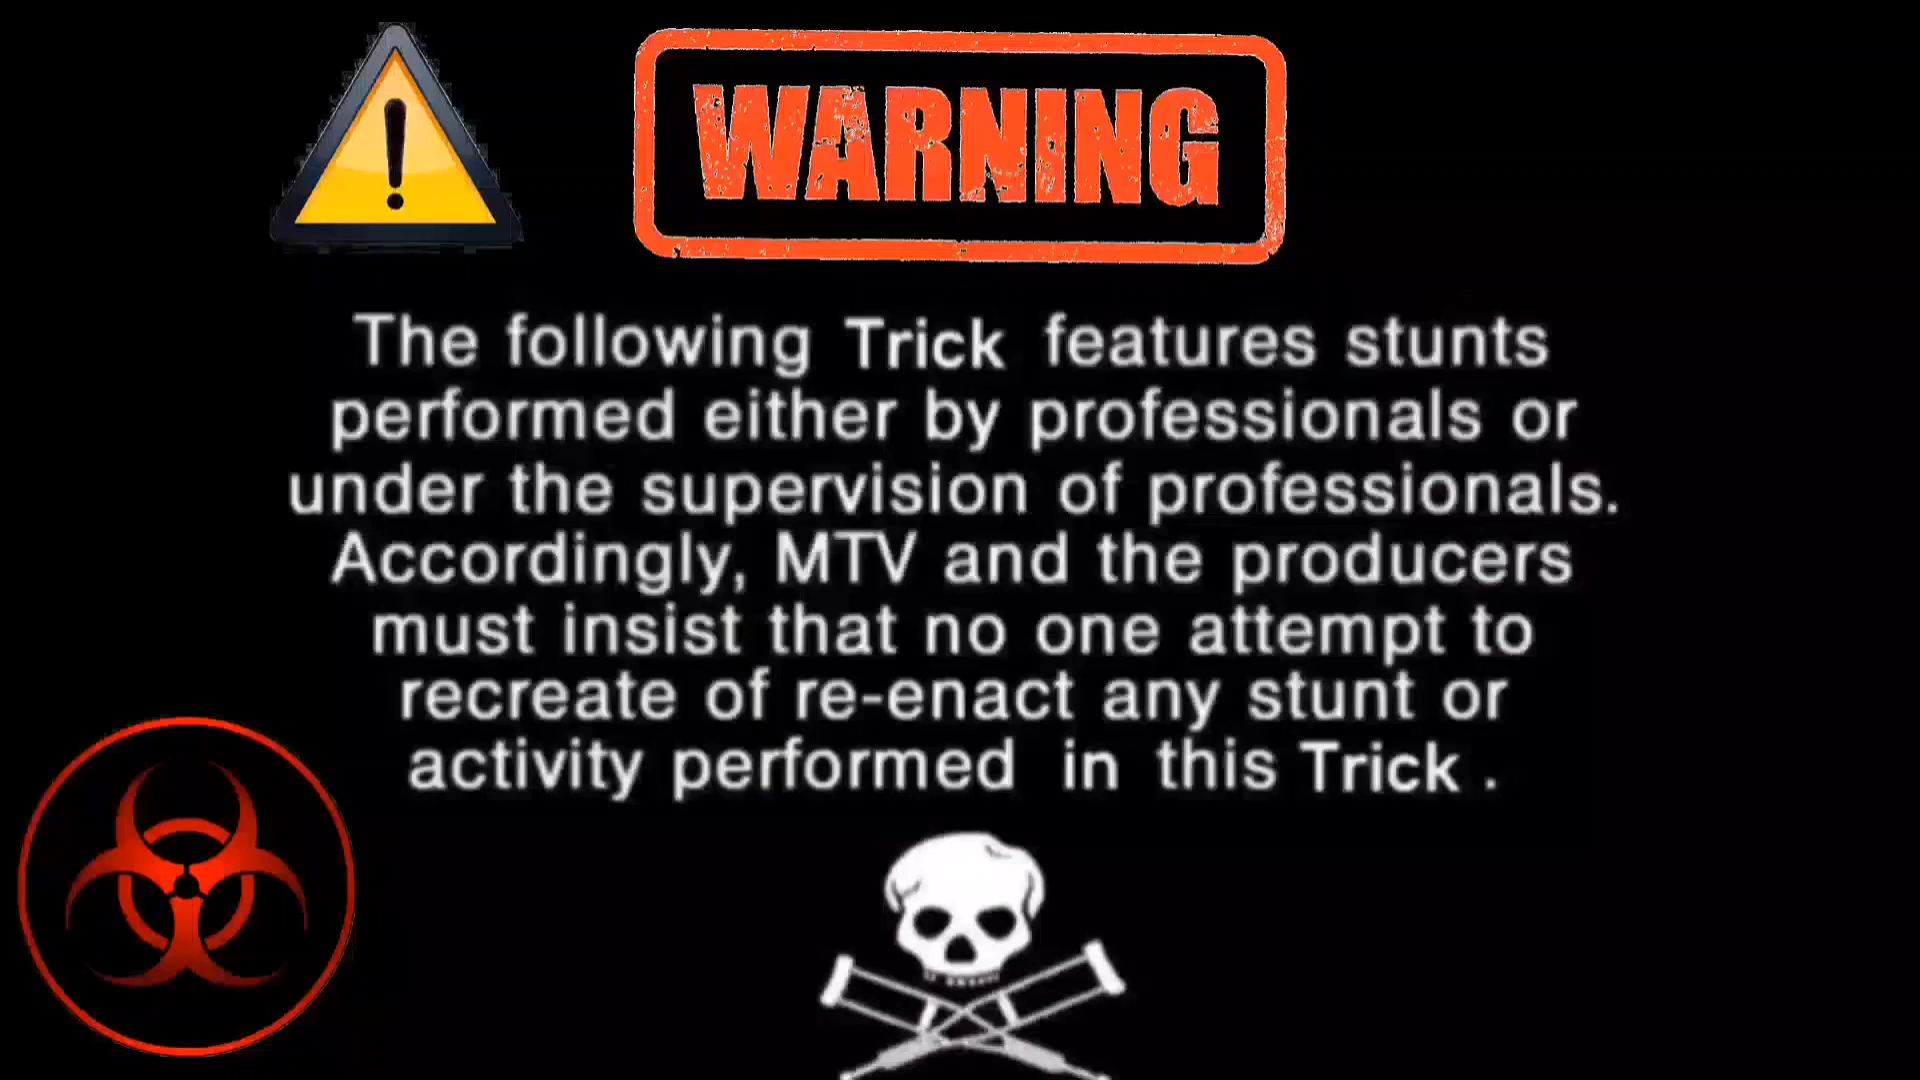 WARNING
The following Trick features stunts
performed either by professionals or
under the supervision of professionals.
Accordingly, MTV and the producers
must insist that no one attempt to
recreate of re-enact any stunt or
activity performed in this Trick .